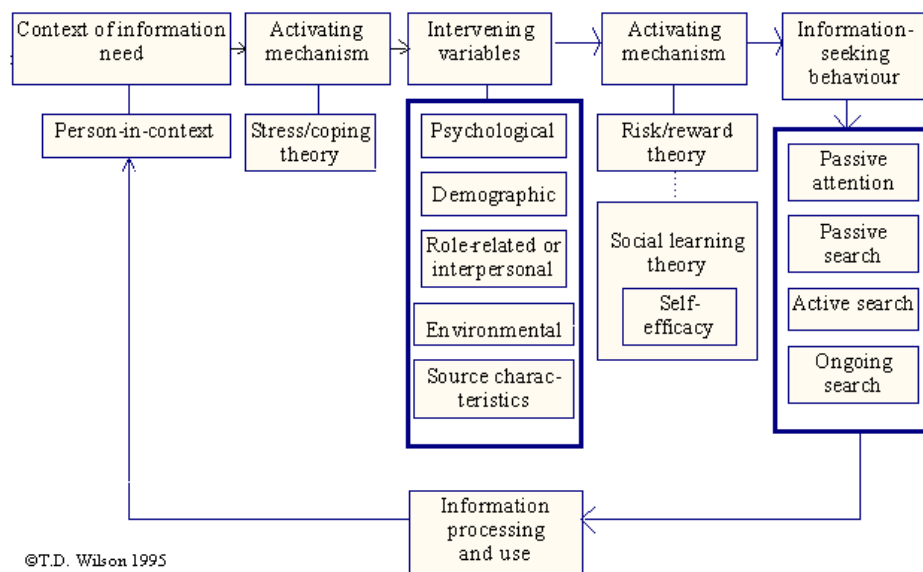 Context of information
need
Activating
mechanism
Intervening
variables
Activating
mechanism
Information-
seeking
behaviour
Person-in-context
Stress/coping
theory
Psychological
Demographic
Role-related or
interpersonal
Environmental
Source charac-
teristics
Risk/reward
theory
Social learning
theory
Self-
efficacy
Passive
attention
Passive
search
Active search
Ongoing
search
Information
processing
and use
©T.D. Wilson 1995